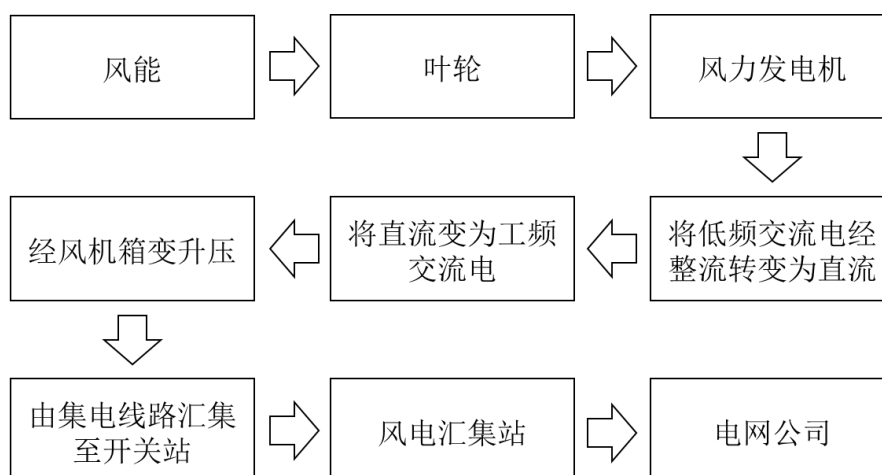 风能
叶轮
风力发电机
将低频交流电经
整流转变为直流
将直流变为工频
交流电
经风机箱变升压
由集电线路汇集
至开关站
风电汇集站
电网公司